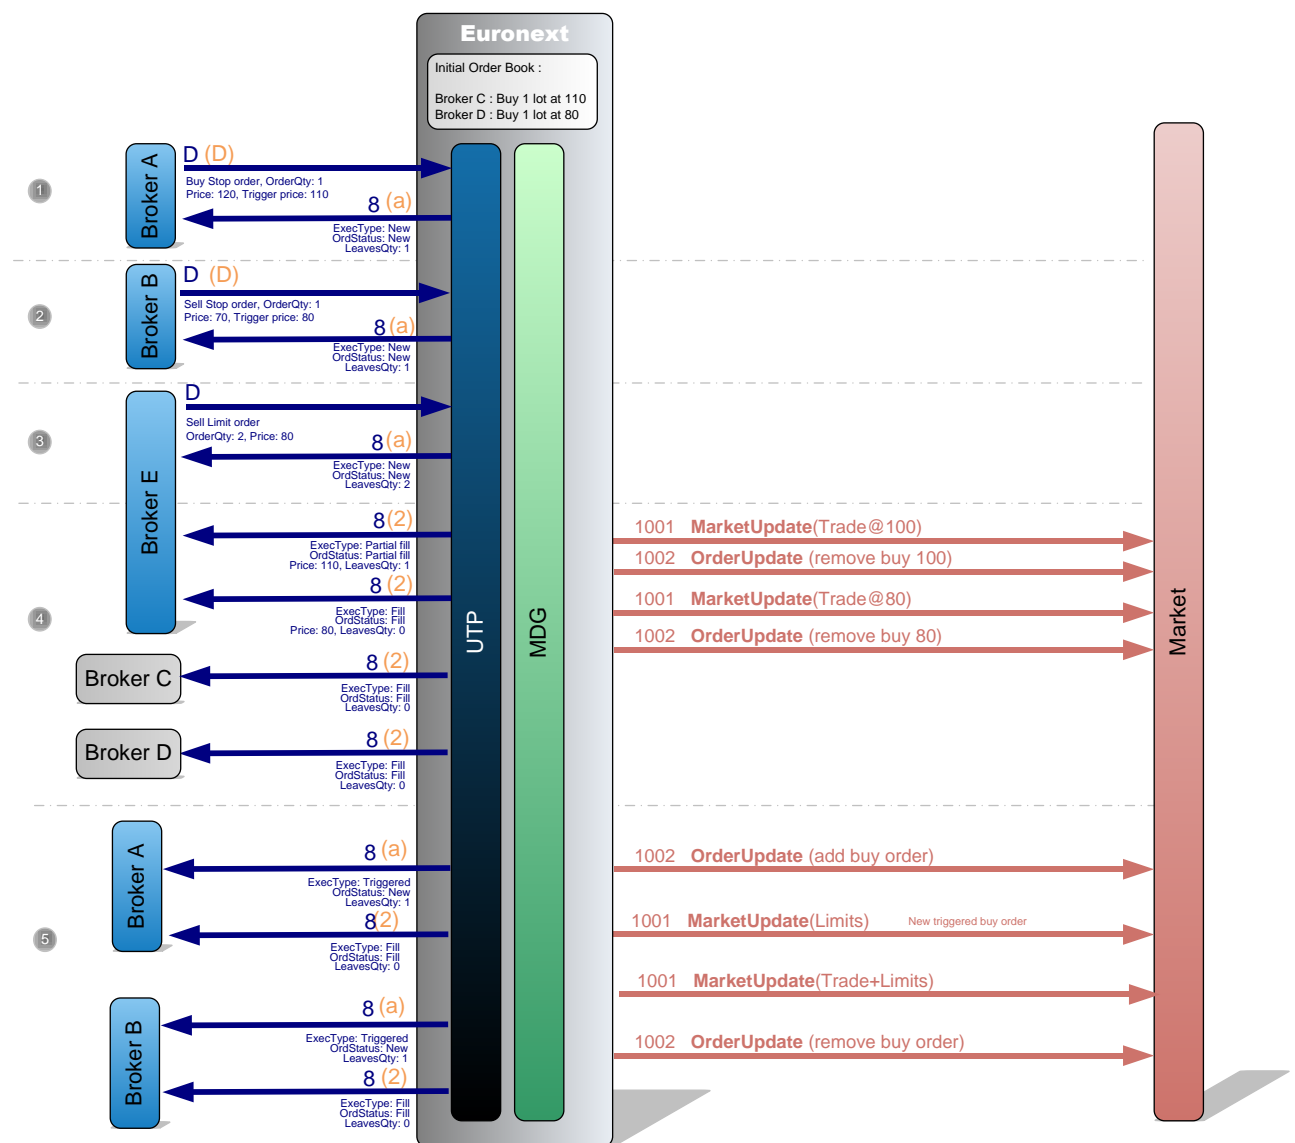 Euronext
Initial Order Book :
Broker C : Buy 1 lot at 110
Broker D : Buy 1 lot at 80
1
Broker A
D (D)
Buy Stop order, OrderQty: 1
Price: 120, Trigger price: 110
8 (a)
ExecType: New
OrdStatus: New
LeavesQty: 1
2
Broker B
D (D)
Sell Stop order, OrderQty: 1
Price: 70, Trigger price: 80
8 (a)
ExecType: New
OrdStatus: New
LeavesQty: 1
3
Broker E
D
Sell Limit order
OrderQty: 2, Price: 80
8 (a)
ExecType: New
OrdStatus: New
LeavesQty: 2
4
8 (2)
ExecType: Partial fill
OrdStatus: Partial fill
Price: 110, LeavesQty: 1
8 (2)
ExecType: Fill
OrdStatus: Fill
Price: 80, LeavesQty: 0
Broker C
8 (2)
ExecType: Fill
OrdStatus: Fill
LeavesQty: 0
Broker D
8 (2)
ExecType: Fill
OrdStatus: Fill
LeavesQty: 0
5
Broker A
8 (a)
ExecType: Triggered
OrdStatus: New
LeavesQty: 1
8(2)
ExecType: Fill
OrdStatus: Fill
LeavesQty: 0
Broker B
8 (a)
ExecType: Triggered
OrdStatus: New
LeavesQty: 1
8 (2)
ExecType: Fill
OrdStatus: Fill
LeavesQty: 0
UTP
MDG
1001 MarketUpdate(Trade@100)
1002 OrderUpdate (remove buy 100)
1001 MarketUpdate(Trade@80)
1002 OrderUpdate (remove buy 80)
1002 OrderUpdate (add buy order)
1001 MarketUpdate(Limits) New triggered buy order
1001 MarketUpdate(Trade+Limits)
1002 OrderUpdate (remove buy order)
Market